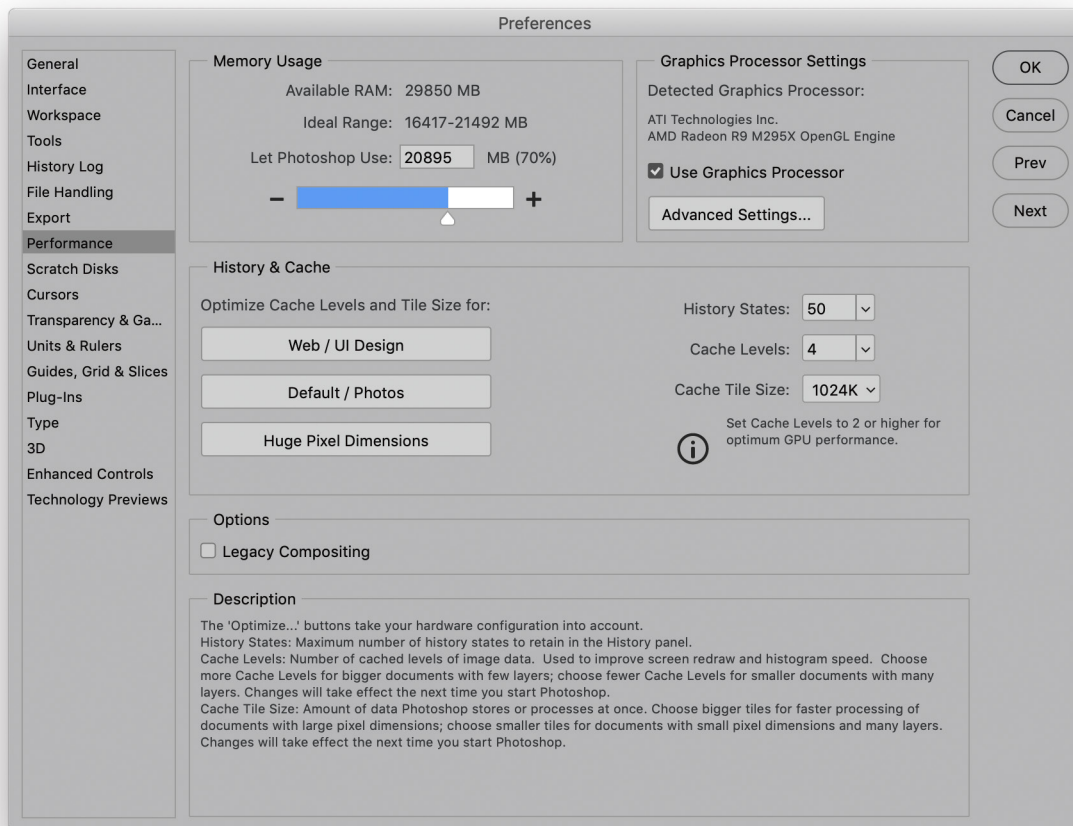 Preferences
General
Interface
Workspace
Tools
History Log
File Handling
Export
Performance
Scratch Disks
Cursors
Transparency & Ga...
Units & Rulers
Guides, Grid & Slices
Plug-Ins
Type
3D
Enhanced Controls
Technology Previews
Memory Usage
Available RAM: 29850 MB
Ideal Range: 16417-21492 MB
Let Photoshop Use: 20895 MB (70%)
− +
Graphics Processor Settings
Detected Graphics Processor:
ATI Technologies Inc.
AMD Radeon R9 M295X OpenGL Engine
Use Graphics Processor
Advanced Settings...
OK
Cancel
Prev
Next
History & Cache
Optimize Cache Levels and Tile Size for:
Web / UI Design
Default / Photos
Huge Pixel Dimensions
History States: 50
Cache Levels: 4
Cache Tile Size: 1024K
Set Cache Levels to 2 or higher for
optimum GPU performance.
Options
Legacy Compositing
Description
The 'Optimize...' buttons take your hardware configuration into account.
History States: Maximum number of history states to retain in the History panel.
Cache Levels: Number of cached levels of image data.  Used to improve screen redraw and histogram speed.  Choose
more Cache Levels for bigger documents with few layers; choose fewer Cache Levels for smaller documents with many
layers. Changes will take effect the next time you start Photoshop.
Cache Tile Size: Amount of data Photoshop stores or processes at once. Choose bigger tiles for faster processing of
documents with large pixel dimensions; choose smaller tiles for documents with small pixel dimensions and many layers.
Changes will take effect the next time you start Photoshop.